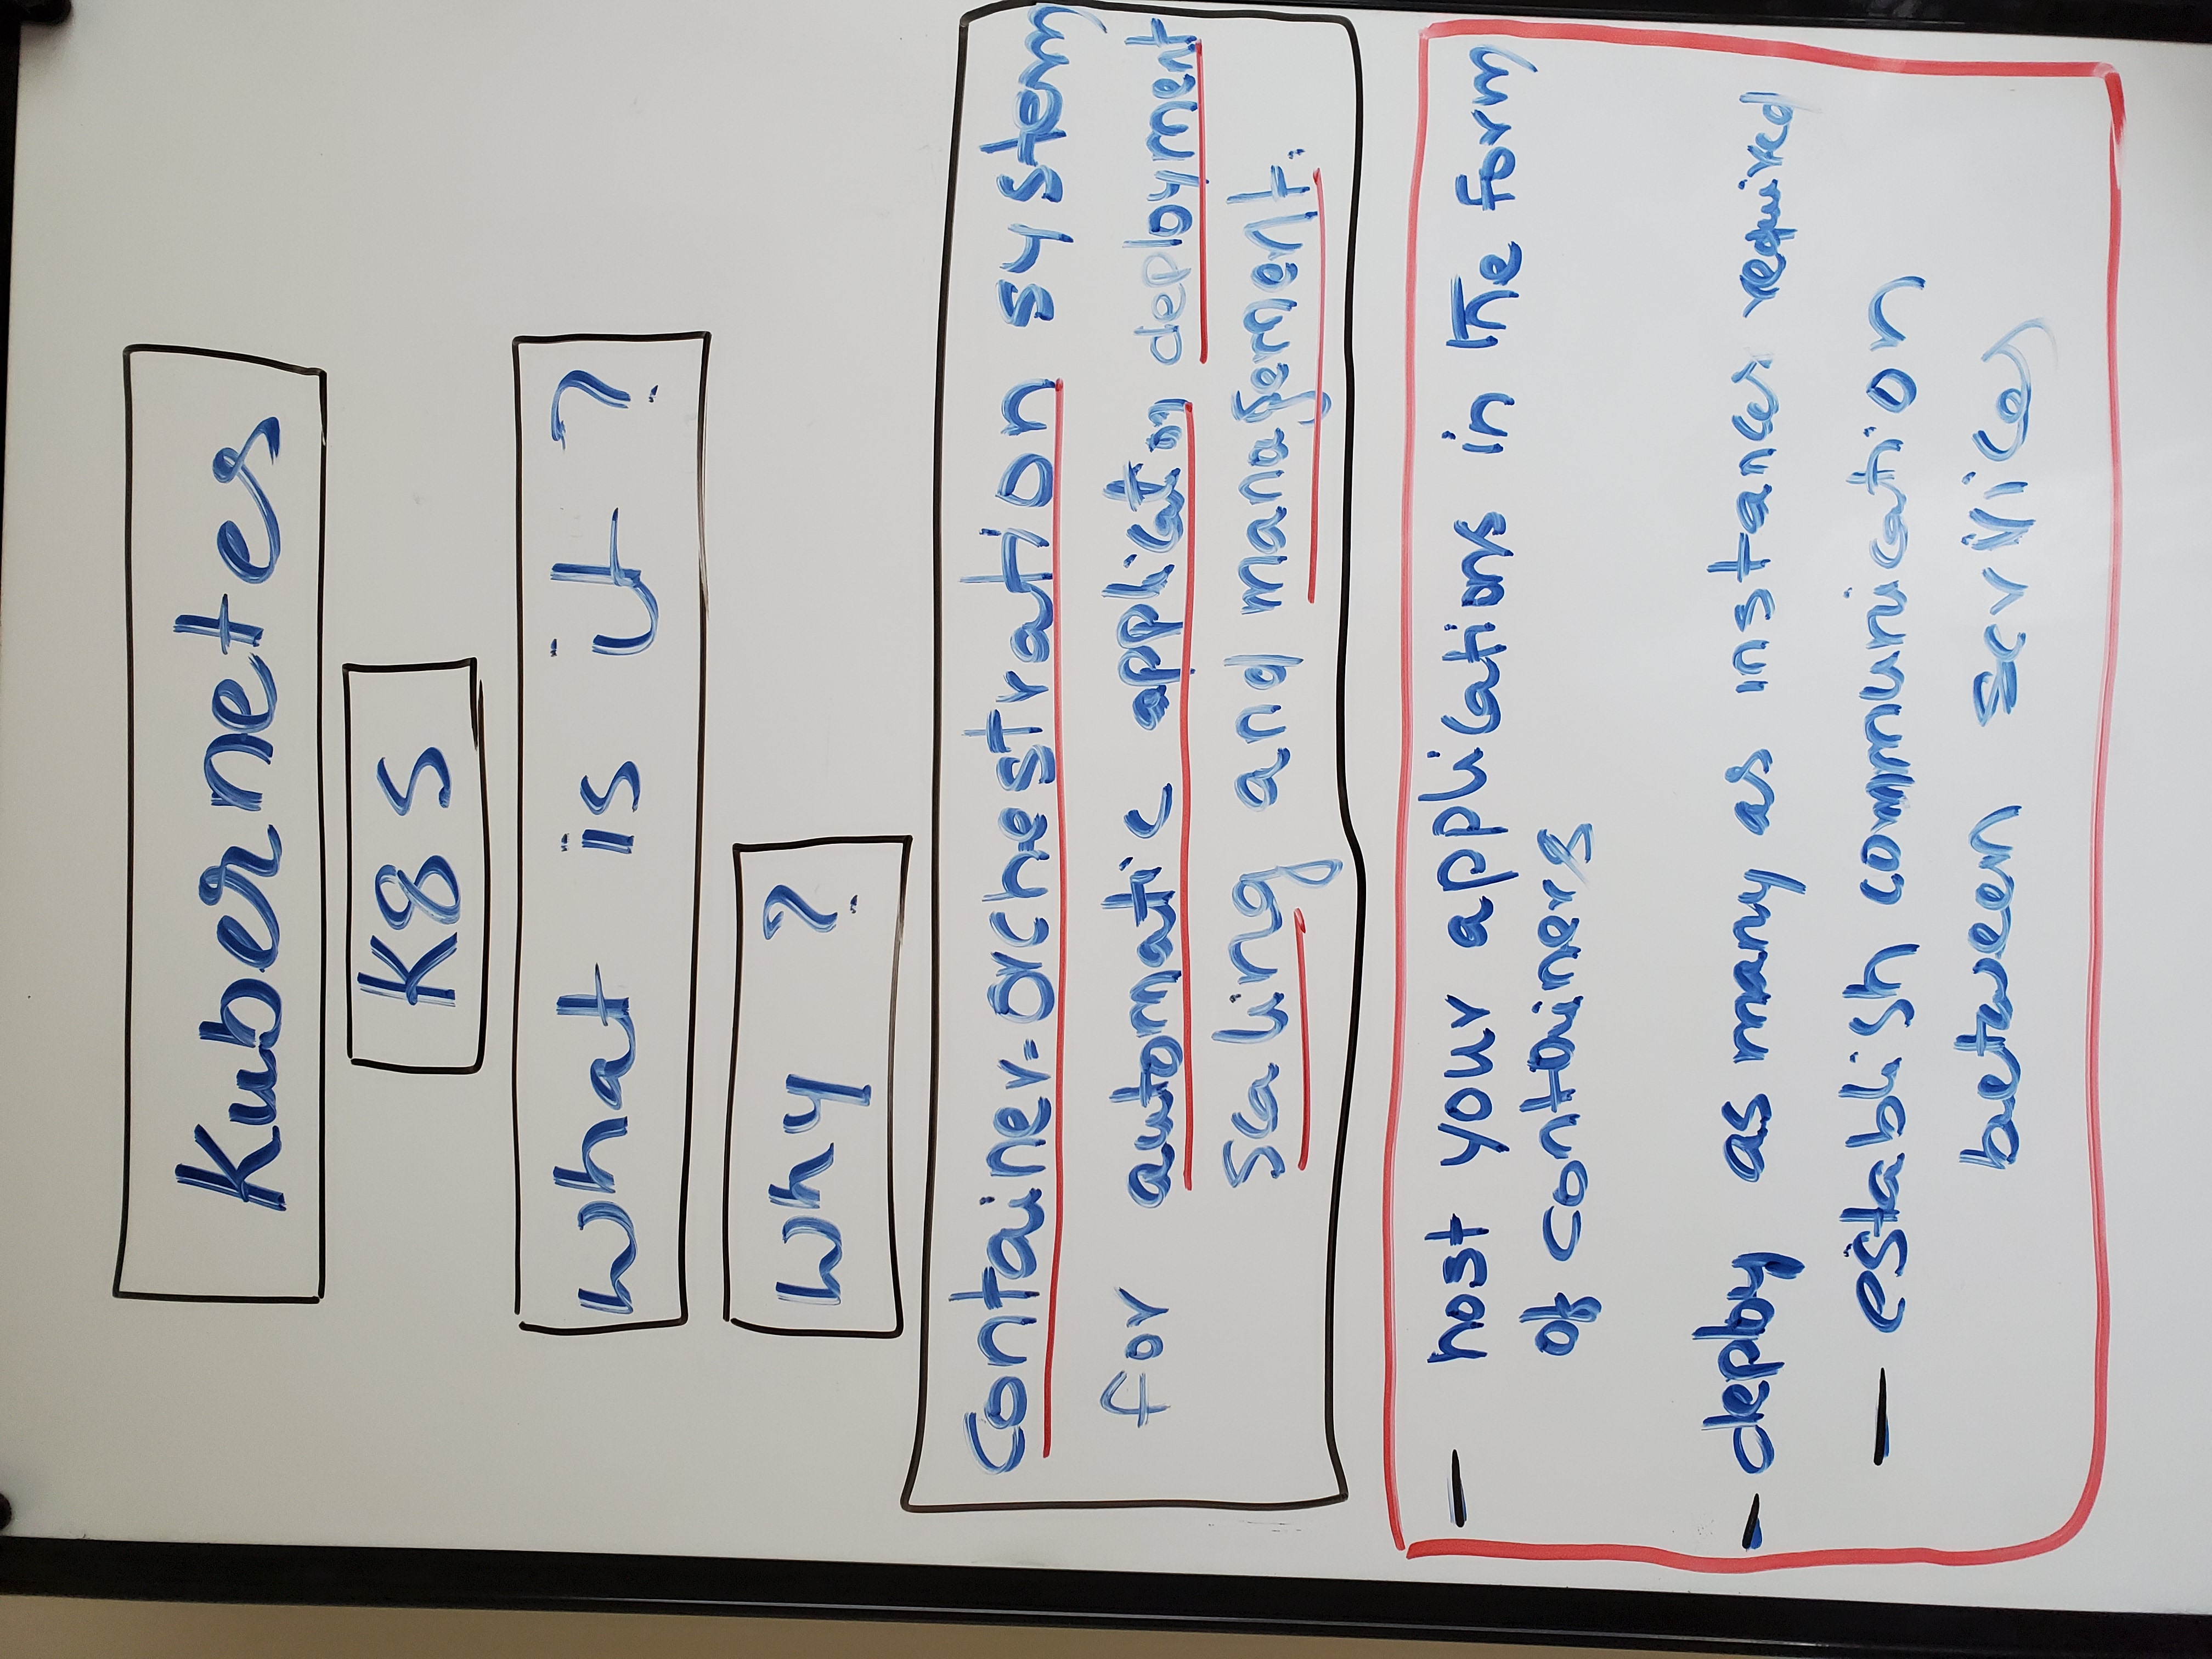 Kubernetes
K8s
What is it ?
Why ?
Container-orchestration system
for automatic application deployment
scaling and management.
- host your applications in the form
of containers
- deploy as many as instances required
- establish communication
between services